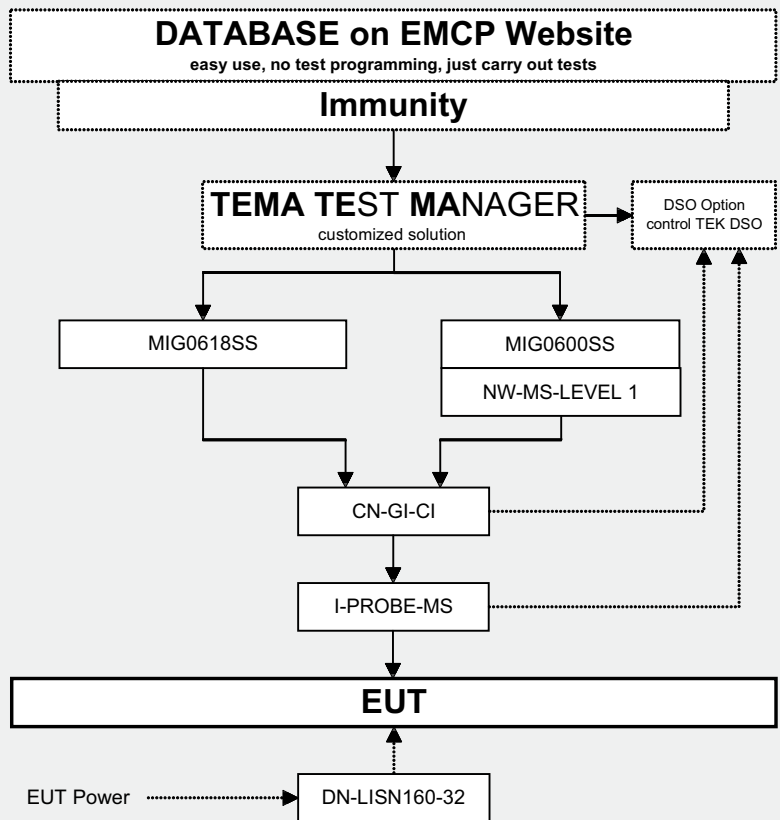 DATABASE on EMCP Website
easy use, no test programming, just carry out tests
Immunity
TEMA TEST MANAGER
customized solution
DSO Option
control TEK DSO
MIG0618SS
MIG0600SS
NW-MS-LEVEL 1
CN-GI-CI
I-PROBE-MS
EUT
EUT Power
DN-LISN160-32